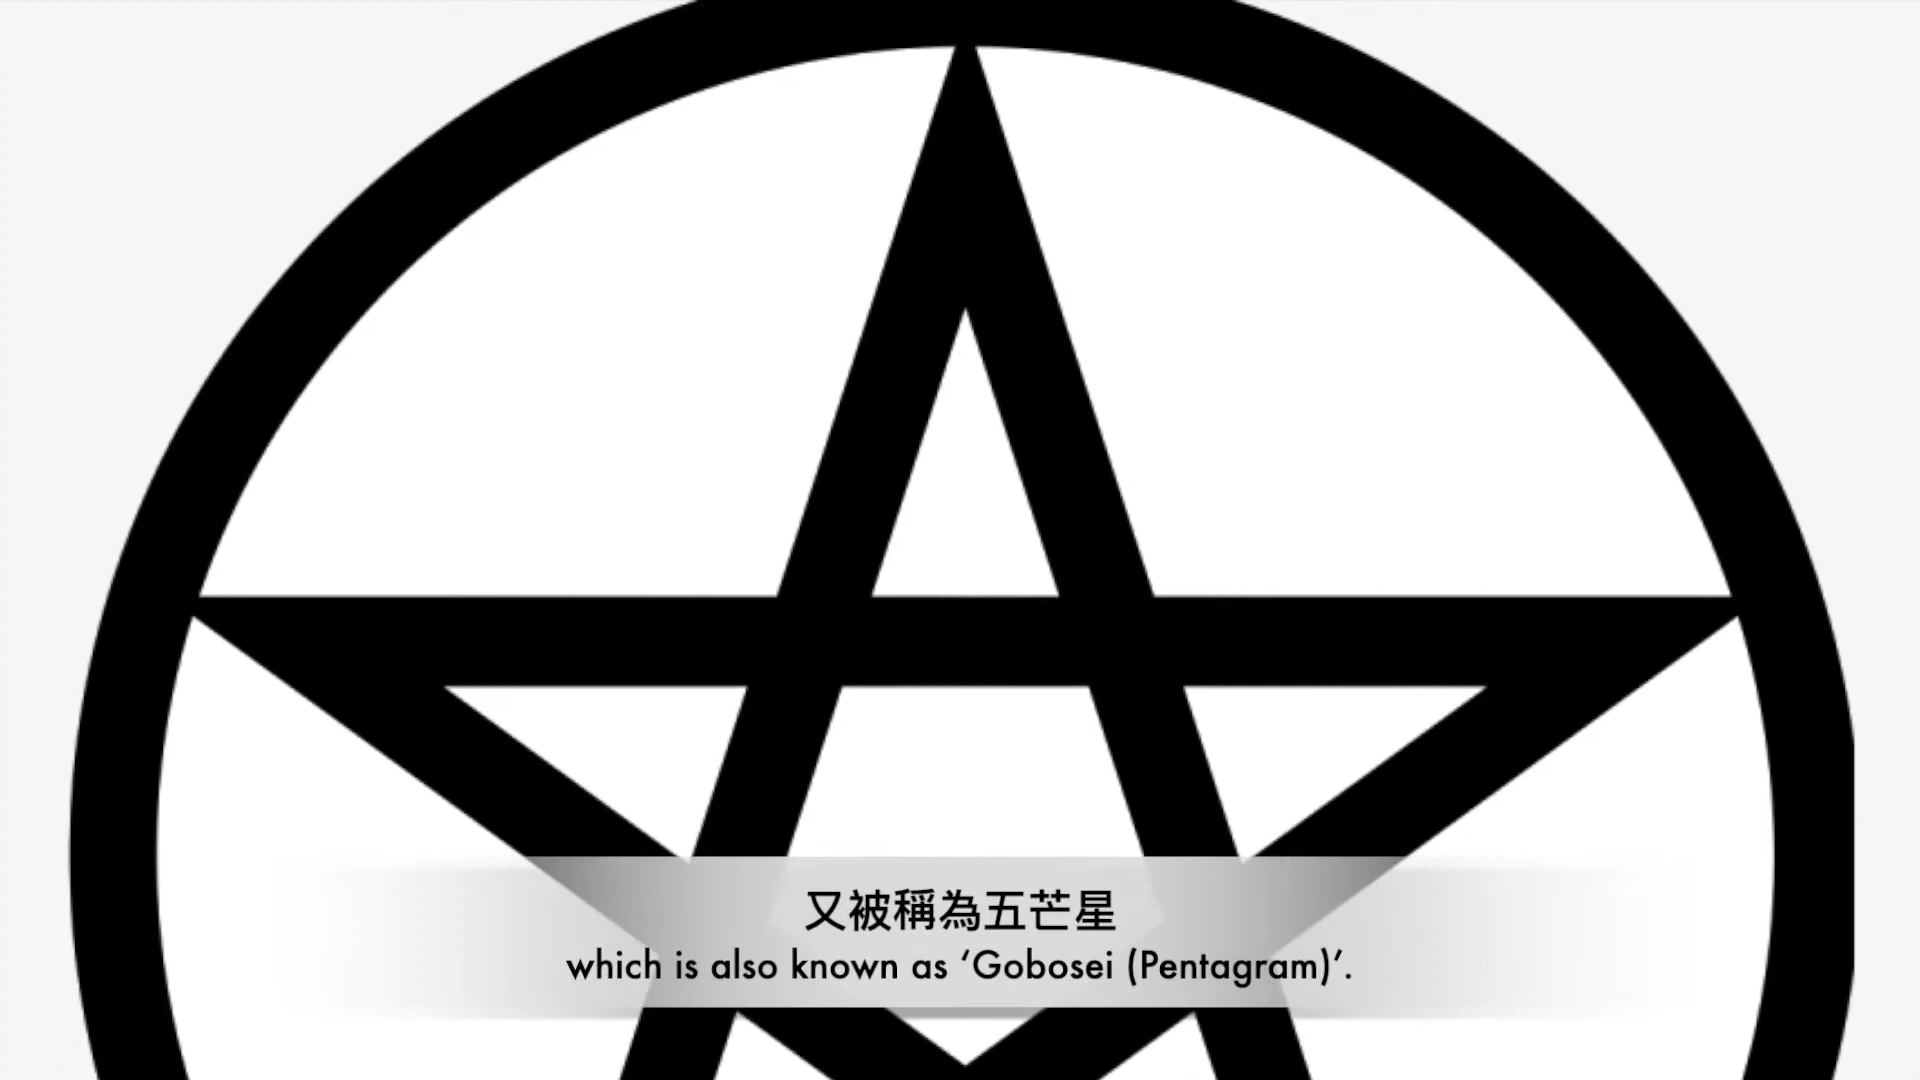 又被稱為五芒星
which is also known as ‘Gobosei (Pentagram)’.